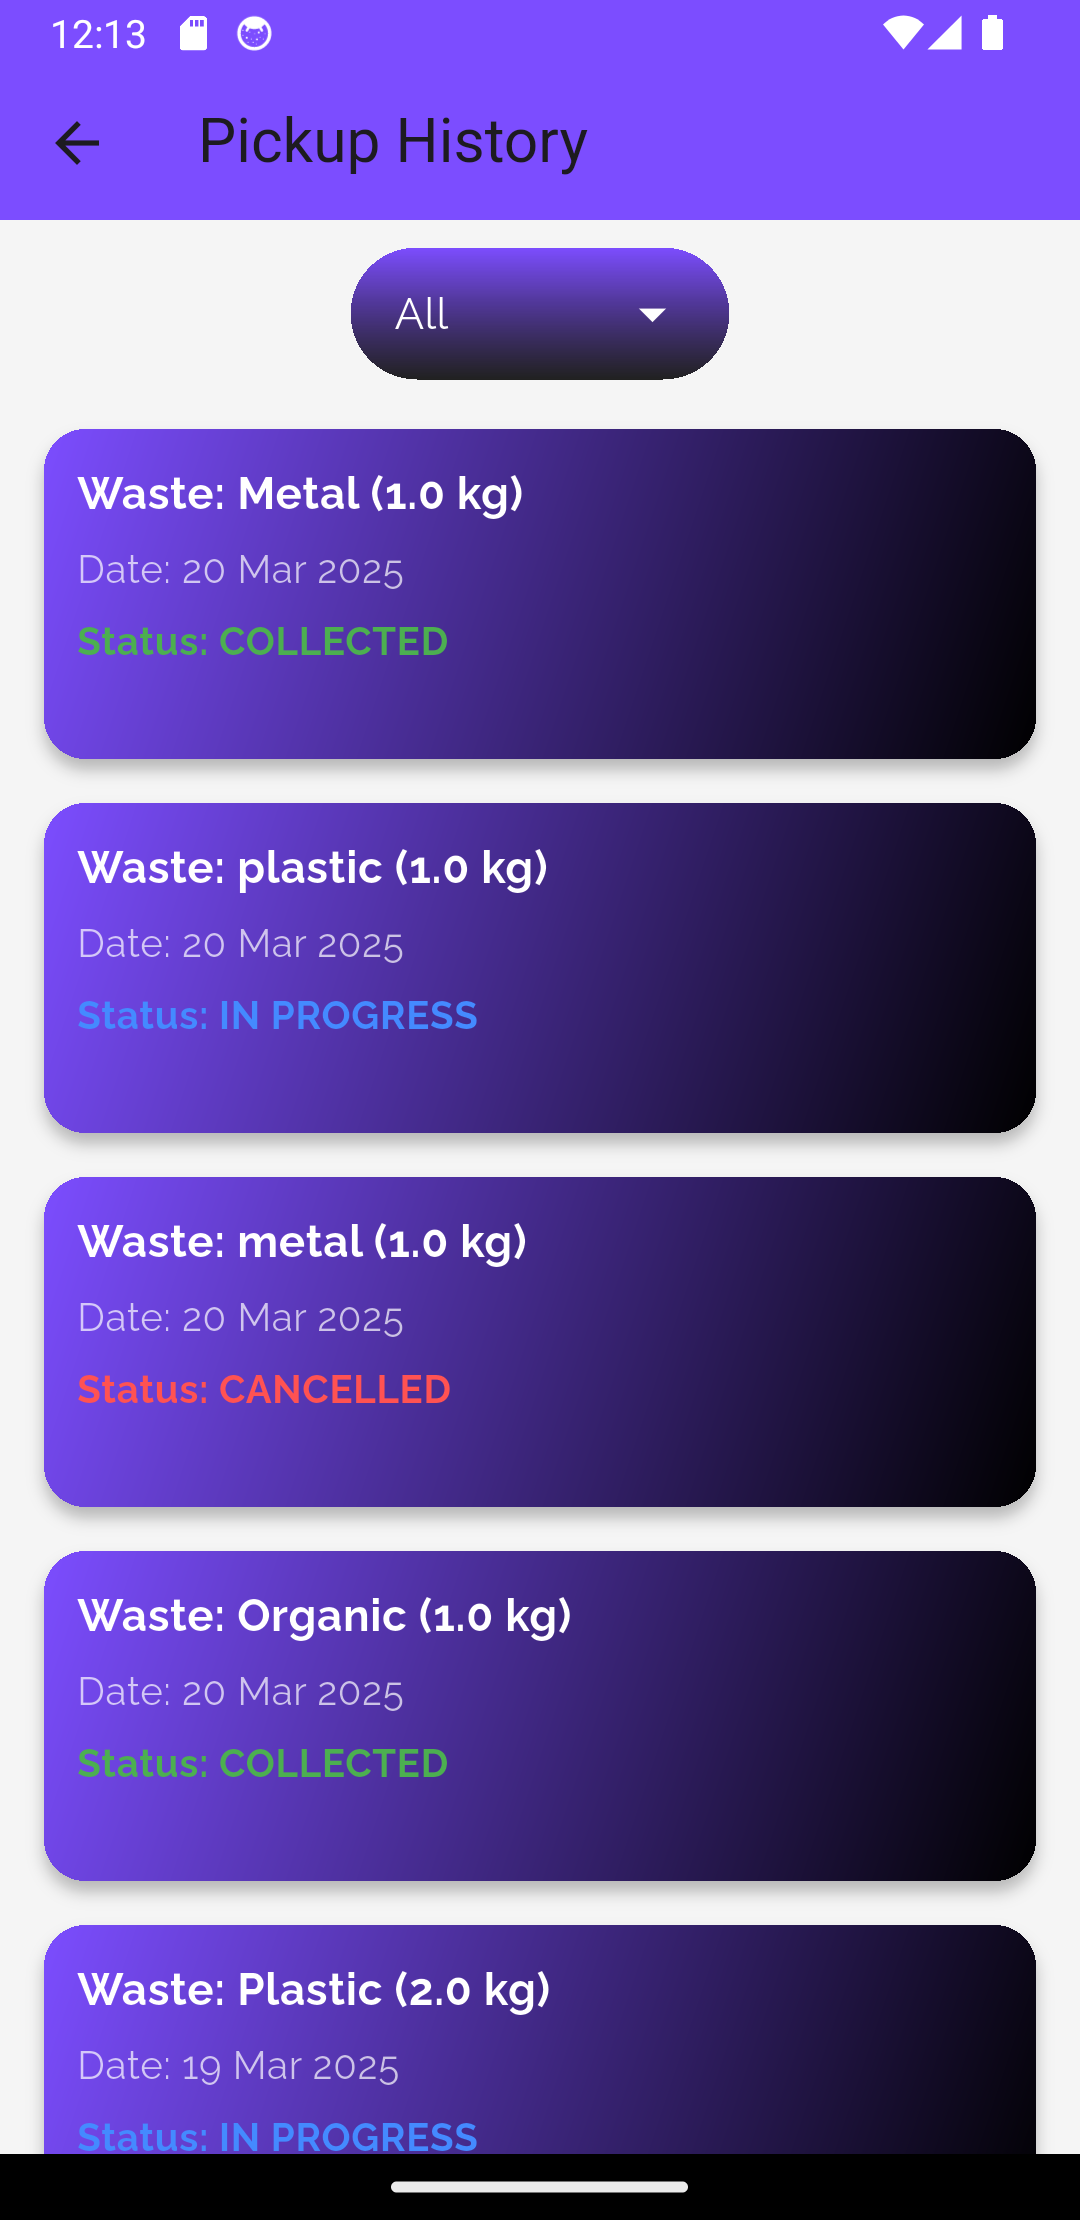 12:13
Pickup History
All
Waste: Metal (1.0 kg)
Date: 20 Mar 2025
Status: COLLECTED
Waste: plastic (1.0 kg)
Date: 20 Mar 2025
Status: IN PROGRESS
Waste: metal (1.0 kg)
Date: 20 Mar 2025
Status: CANCELLED
Waste: Organic (1.0 kg)
Date: 20 Mar 2025
Status: COLLECTED
Waste: Plastic (2.0 kg)
Date: 19 Mar 2025
Status: IN PROGRESS